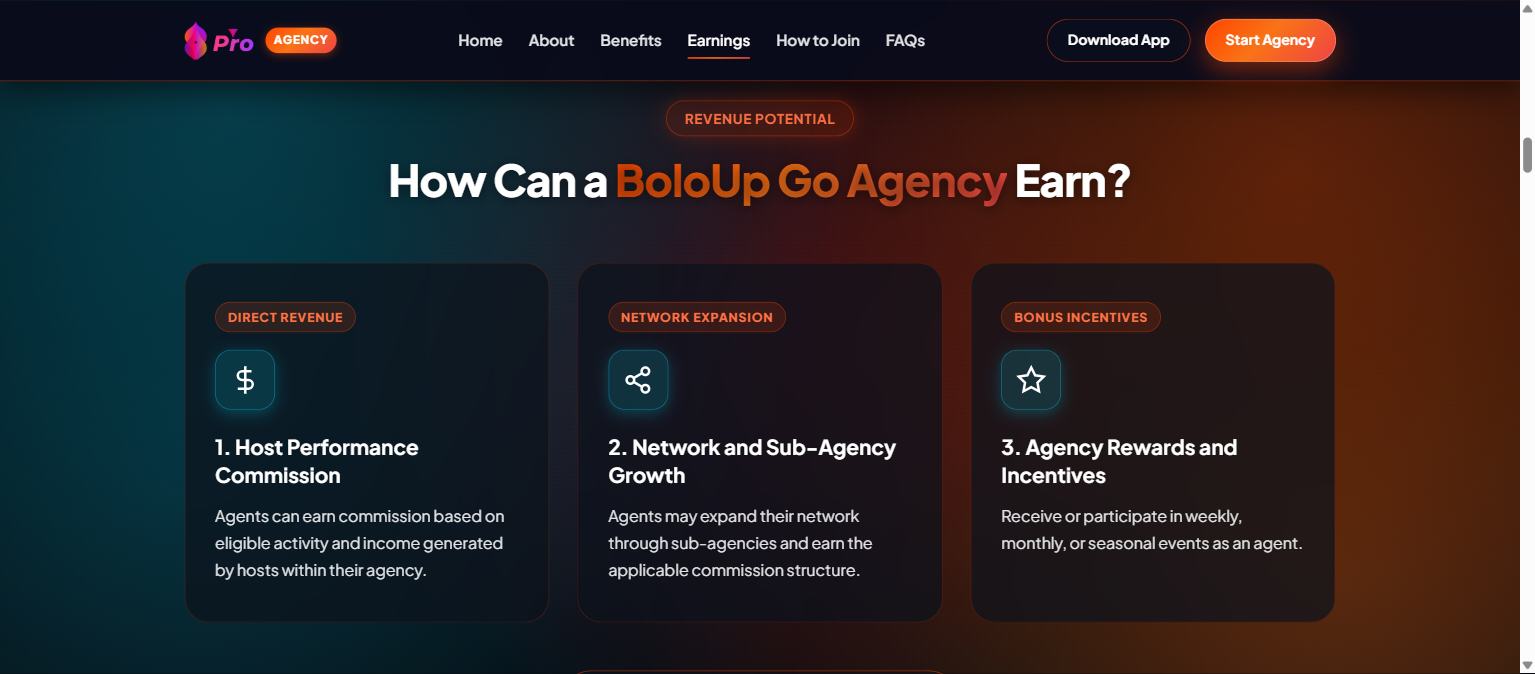 Pro AGENCY Home About Benefits Earnings How to Join FAQs Download App Start Agency
REVENUE POTENTIAL
How Can a BoloUp Go Agency Earn?
DIRECT REVENUE
1. Host Performance
Commission
Agents can earn commission based on
eligible activity and income generated
by hosts within their agency.
NETWORK EXPANSION
2. Network and Sub-Agency
Growth
Agents may expand their network
through sub-agencies and earn the
applicable commission structure.
BONUS INCENTIVES
3. Agency Rewards and
Incentives
Receive or participate in weekly,
monthly, or seasonal events as an agent.